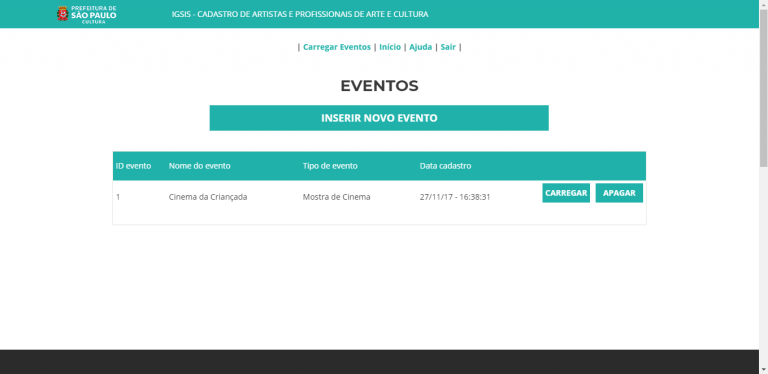 PREFEITURA DE
SÃO PAULO
CULTURA
IGSIS - CADASTRO DE ARTISTAS E PROFISSIONAIS DE ARTE E CULTURA
| Carregar Eventos | Início | Ajuda | Sair |
EVENTOS
INSERIR NOVO EVENTO
ID evento Nome do evento Tipo de evento Data cadastro
1 Cinema da Criançada Mostra de Cinema 27/11/17 - 16:38:31 CARREGAR APAGAR